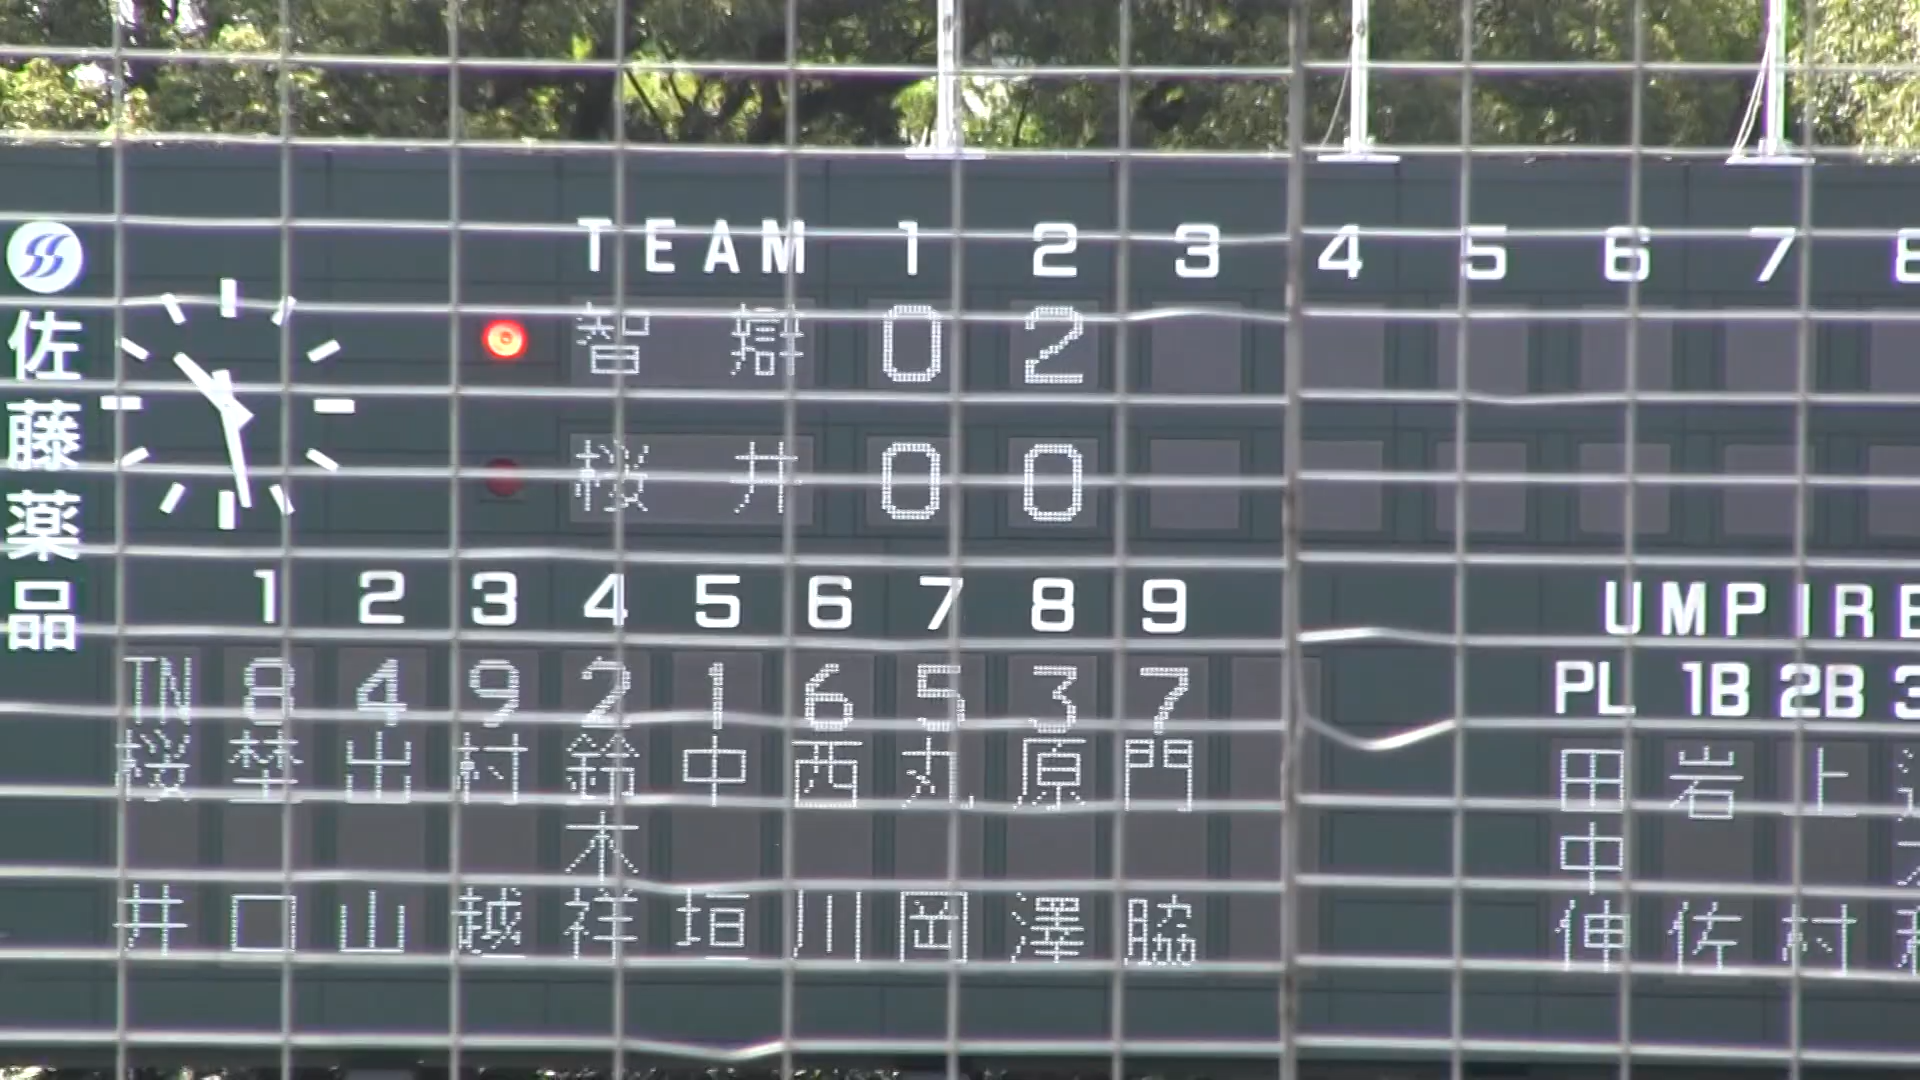 佐藤薬品
TEAM 1 2 3 4 5 6 7 8
智 辯 0 2
桜 井 0 0
1 2 3 4 5 6 7 8 9
TN 8 4 9 2 1 6 5 3 7
桜井 埜口 出山 村越 鈴木祥 中垣 西川 丸岡 原澤 門脇
UMPIRE
PL 1B 2B 3
田中伸 岩佐 上村